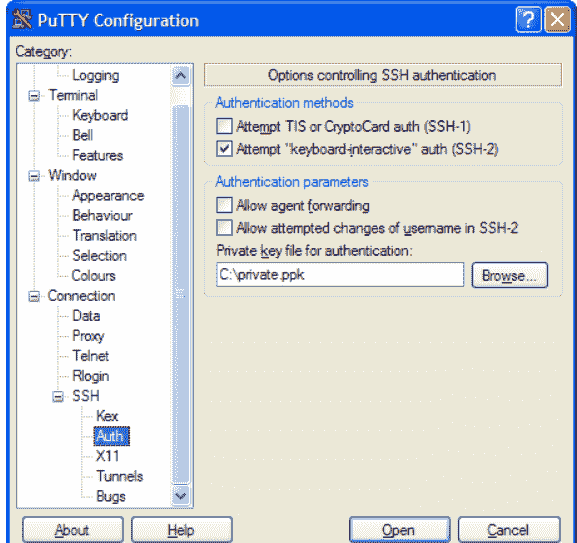 PuTTY Configuration
Category:
Logging
Terminal
Keyboard
Bell
Features
Window
Appearance
Behaviour
Translation
Selection
Colours
Connection
Data
Proxy
Telnet
Rlogin
SSH
Kex
Auth
X11
Tunnels
Bugs
Options controlling SSH authentication
Authentication methods
Attempt TIS or CryptoCard auth (SSH-1)
Attempt "keyboard-interactive" auth (SSH-2)
Authentication parameters
Allow agent forwarding
Allow attempted changes of username in SSH-2
Private key file for authentication:
C:\private.ppk
Browse...
About
Help
Open
Cancel